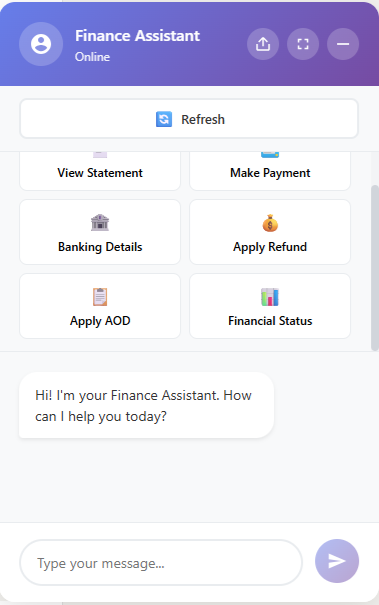 Finance Assistant
Online
Refresh
View Statement
Make Payment
Banking Details
Apply Refund
Apply AOD
Financial Status
Hi! I'm your Finance Assistant. How
can I help you today?
Type your message...